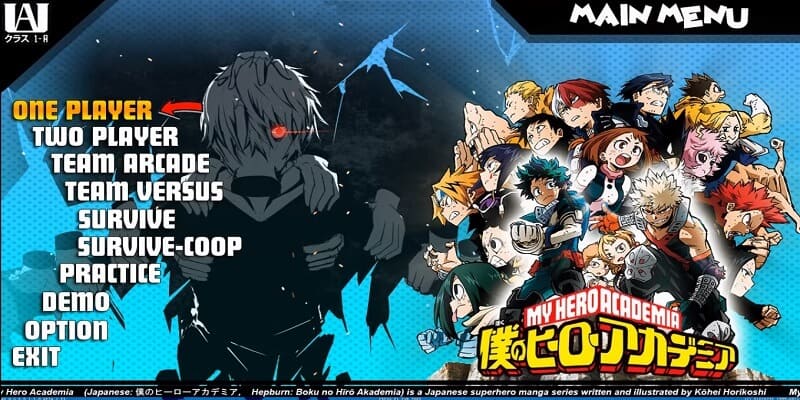 UA
クラス 1-A
MAIN MENU
ONE PLAYER
TWO PLAYER
TEAM ARCADE
TEAM VERSUS
SURVIVE
SURVIVE-COOP
PRACTICE
DEMO
OPTION
EXIT
MY HERO ACADEMIA
僕のヒーローアカデミア
ぼく
y Hero Academia (Japanese: 僕のヒーローアカデミア, Hepburn: Boku no Hīrō Akademia) is a Japanese superhero manga series written and illustrated by Kōhei Horikoshi My